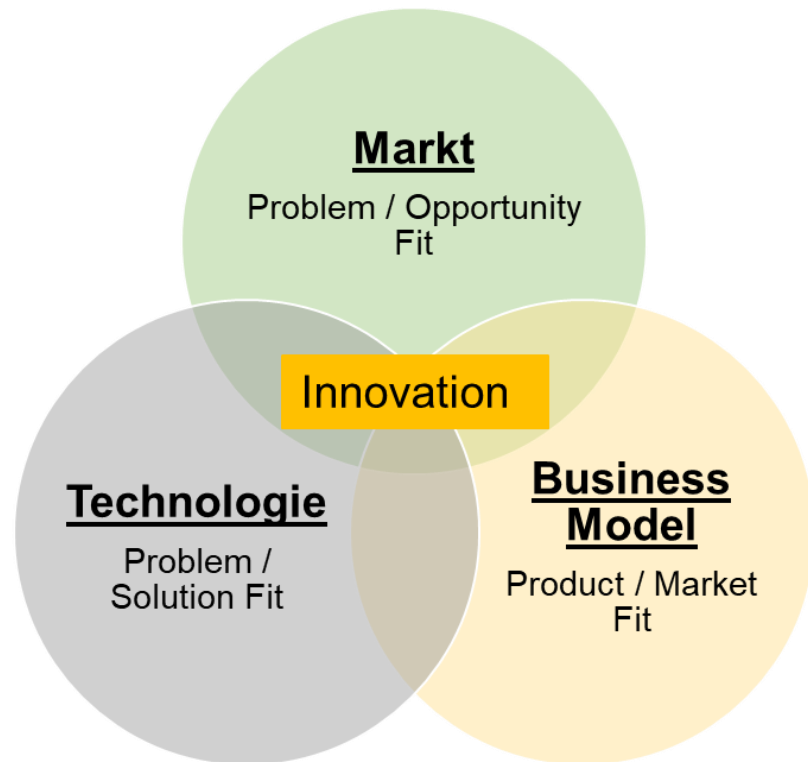 Markt
Problem / Opportunity
Fit
Innovation
Technologie
Problem /
Solution Fit
Business
Model
Product / Market
Fit